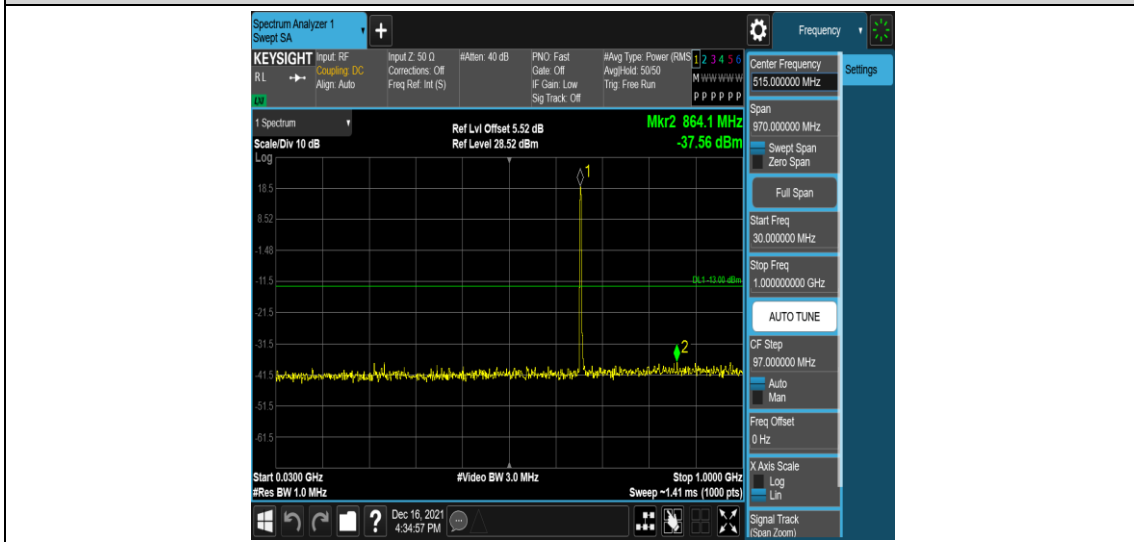 Spectrum Analyzer 1
Swept SA
+
Frequency
KEYSIGHT
RL
LXI
Input: RF
Coupling: DC
Align: Auto
Input Z: 50 Ω
Corrections: Off
Freq Ref: Int (S)
#Atten: 40 dB
PNO: Fast
Gate: Off
IF Gain: Low
Sig Track: Off
#Avg Type: Power (RMS
Avg|Hold: 50/50
Trig: Free Run
1 2 3 4 5 6
M W W W W W
P P P P P P
1 Spectrum
Scale/Div 10 dB
Log
Ref Lvl Offset 5.52 dB
Ref Level 28.52 dBm
Mkr2 864.1 MHz
-37.56 dBm
1
18.5
8.52
-1.48
-11.5
DL1 -13.00 dBm
-21.5
-31.5
2
-41.5
-51.5
-61.5
Start 0.0300 GHz
#Res BW 1.0 MHz
#Video BW 3.0 MHz
Stop 1.0000 GHz
Sweep ~1.41 ms (1000 pts)
?
Dec 16, 2021
4:34:57 PM
Center Frequency
515.000000 MHz
Settings
Span
970.000000 MHz
Swept Span
Zero Span
Full Span
Start Freq
30.000000 MHz
Stop Freq
1.000000000 GHz
AUTO TUNE
CF Step
97.000000 MHz
Auto
Man
Freq Offset
0 Hz
X Axis Scale
Log
Lin
Signal Track
(Span Zoom)